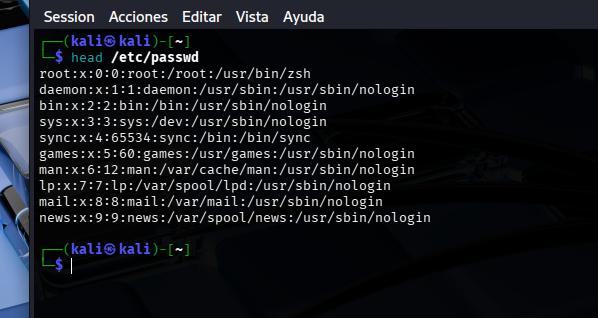 Session Acciones Editar Vista Ayuda
┌──(kali㉿kali)-[~]
└─$ head /etc/passwd
root:x:0:0:root:/root:/usr/bin/zsh
daemon:x:1:1:daemon:/usr/sbin:/usr/sbin/nologin
bin:x:2:2:bin:/bin:/usr/sbin/nologin
sys:x:3:3:sys:/dev:/usr/sbin/nologin
sync:x:4:65534:sync:/bin:/bin/sync
games:x:5:60:games:/usr/games:/usr/sbin/nologin
man:x:6:12:man:/var/cache/man:/usr/sbin/nologin
lp:x:7:7:lp:/var/spool/lpd:/usr/sbin/nologin
mail:x:8:8:mail:/var/mail:/usr/sbin/nologin
news:x:9:9:news:/var/spool/news:/usr/sbin/nologin
┌──(kali㉿kali)-[~]
└─$